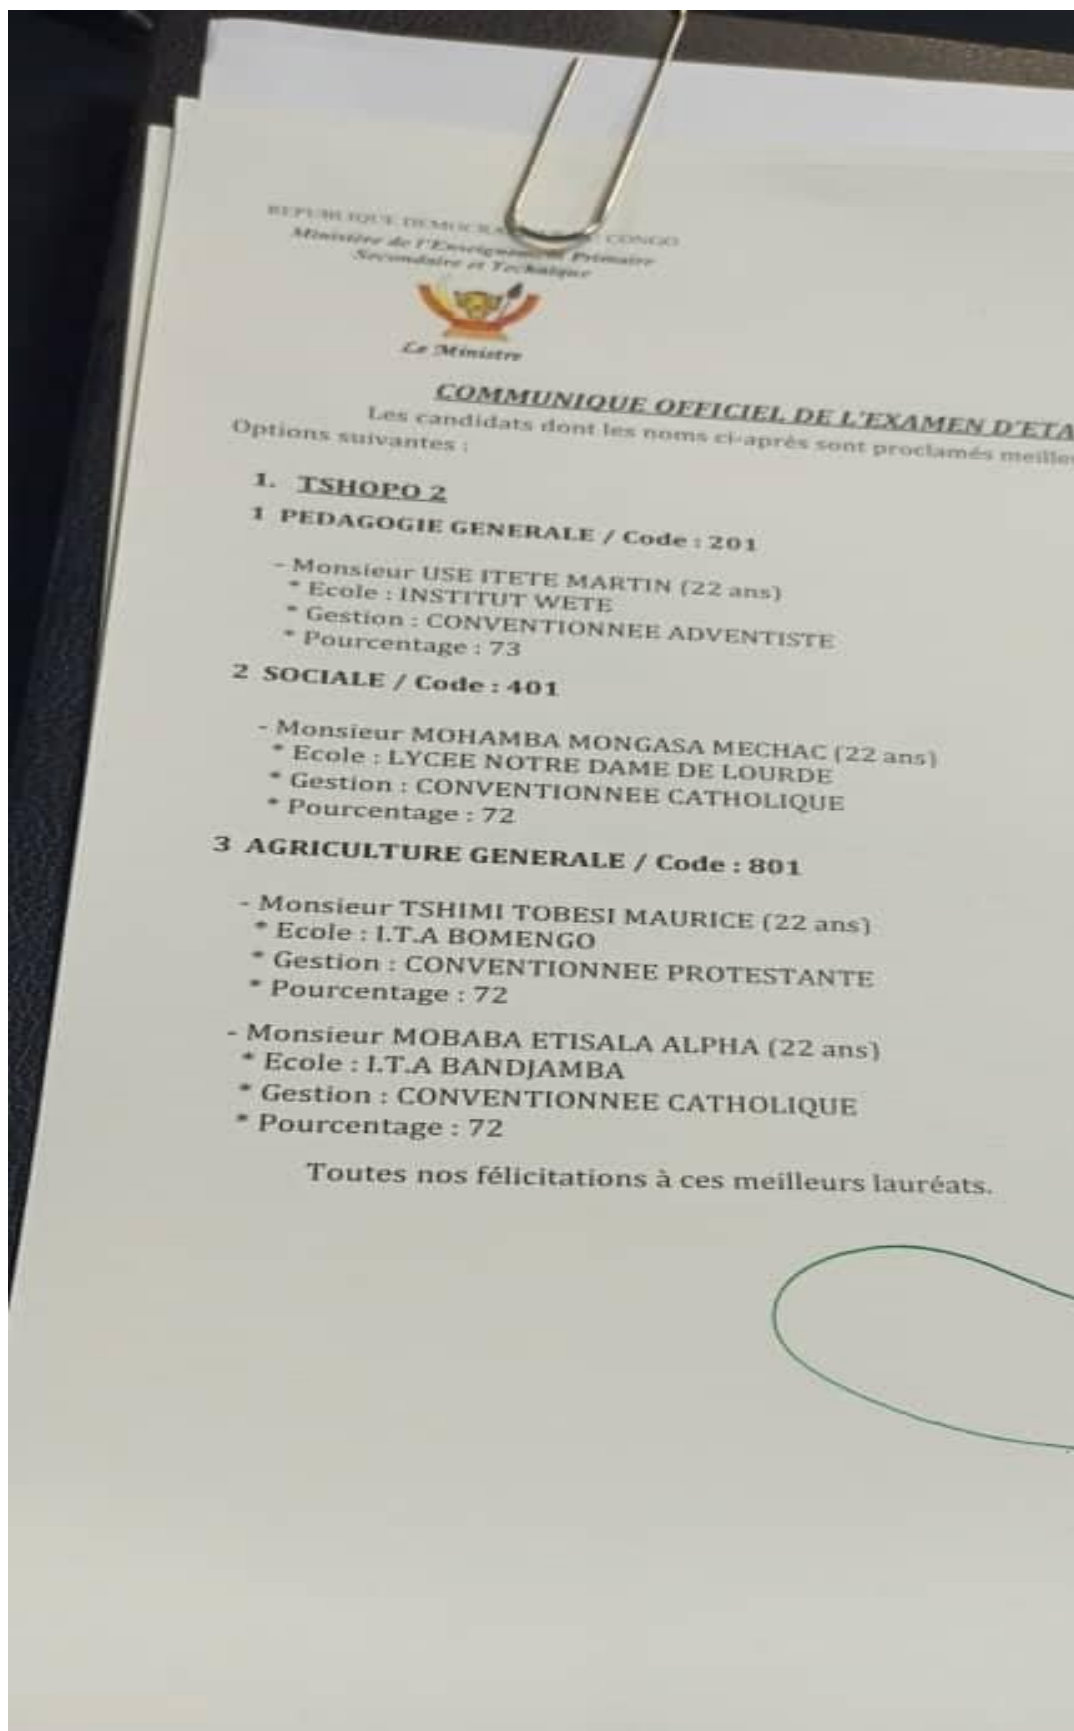 REPUBLIQUE DEMOCRA CONGO
Ministère de l'Enseignement Primaire
Secondaire et Technique
Le Ministre
COMMUNIQUE OFFICIEL DE L'EXAMEN D'ETA
Les candidats dont les noms ci-après sont proclamés meilleu
Options suivantes :
1. TSHOPO 2
1 PEDAGOGIE GENERALE / Code : 201
- Monsieur USE ITETE MARTIN (22 ans)
* Ecole : INSTITUT WETE
* Gestion : CONVENTIONNEE ADVENTISTE
* Pourcentage : 73
2 SOCIALE / Code : 401
- Monsieur MOHAMBA MONGASA MECHAC (22 ans)
* Ecole : LYCEE NOTRE DAME DE LOURDE
* Gestion : CONVENTIONNEE CATHOLIQUE
* Pourcentage : 72
3 AGRICULTURE GENERALE / Code : 801
- Monsieur TSHIMI TOBESI MAURICE (22 ans)
* Ecole : I.T.A BOMENGO
* Gestion : CONVENTIONNEE PROTESTANTE
* Pourcentage : 72
- Monsieur MOBABA ETISALA ALPHA (22 ans)
* Ecole : I.T.A BANDJAMBA
* Gestion : CONVENTIONNEE CATHOLIQUE
* Pourcentage : 72
Toutes nos félicitations à ces meilleurs lauréats.